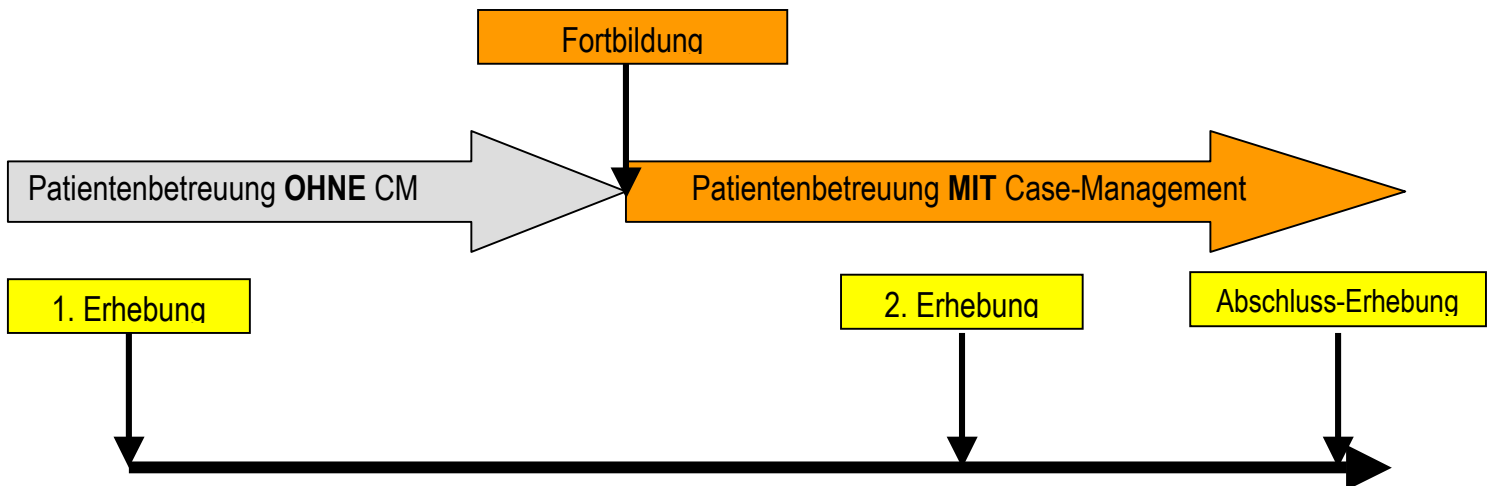 Fortbildung
Patientenbetreuung OHNE CM
Patientenbetreuung MIT Case-Management
1. Erhebung
2. Erhebung
Abschluss-Erhebung